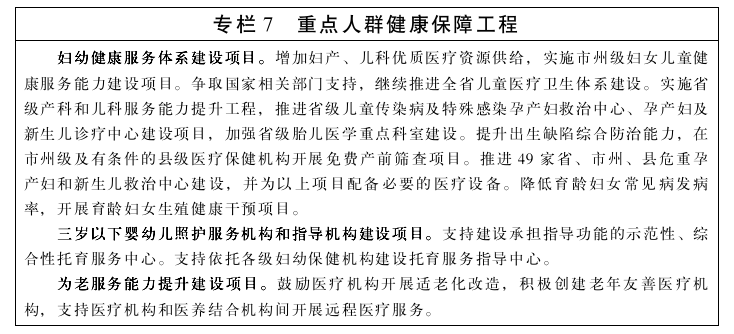 专栏 7 重点人群健康保障工程
妇幼健康服务体系建设项目。增加妇产、儿科优质医疗资源供给，实施市州级妇女儿童健
康服务能力建设项目。争取国家相关部门支持，继续推进全省儿童医疗卫生体系建设。实施省
级产科和儿科服务能力提升工程，推进省级儿童传染病及特殊感染孕产妇救治中心、孕产妇及
新生儿诊疗中心建设项目，加强省级胎儿医学重点科室建设。提升出生缺陷综合防治能力，在
市州级及有条件的县级医疗保健机构开展免费产前筛查项目。推进 49 家省、市州、县危重孕
产妇和新生儿救治中心建设，并为以上项目配备必要的医疗设备。降低育龄妇女常见病发病
率，开展育龄妇女生殖健康干预项目。
三岁以下婴幼儿照护服务机构和指导机构建设项目。支持建设承担指导功能的示范性、综
合性托育服务中心。支持依托各级妇幼保健机构建设托育服务指导中心。
为老服务能力提升建设项目。鼓励医疗机构开展适老化改造，积极创建老年友善医疗机
构，支持医疗机构和医养结合机构间开展远程医疗服务。